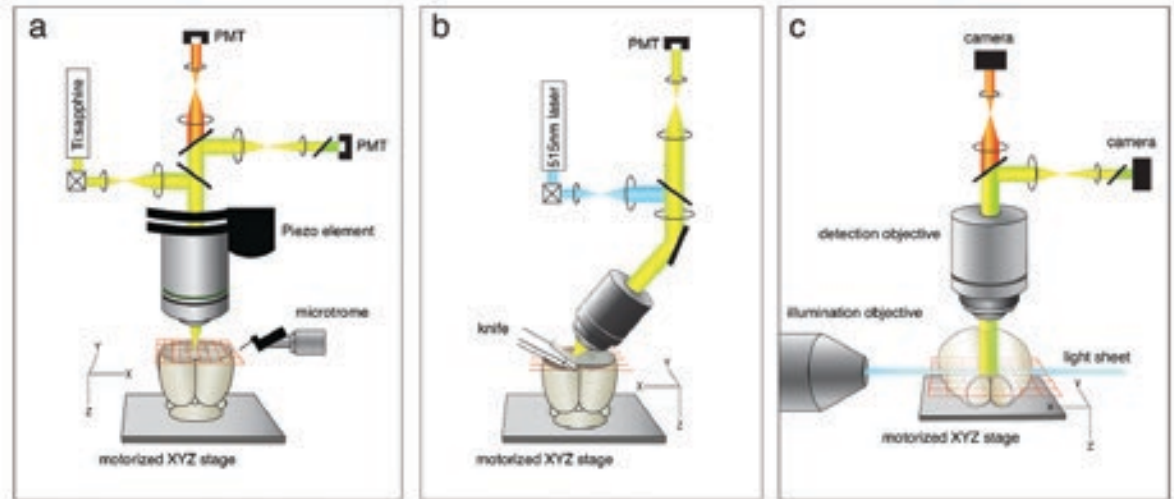 a
PMT
Ti:sapphire
PMT
Piezo element
microtrome
Y
X
Z
motorized XYZ stage
b
PMT
515nm laser
knife
X
motorized XYZ stage
c
camera
camera
detection objective
illumination objective
light sheet
Y
X
Z
motorized XYZ stage